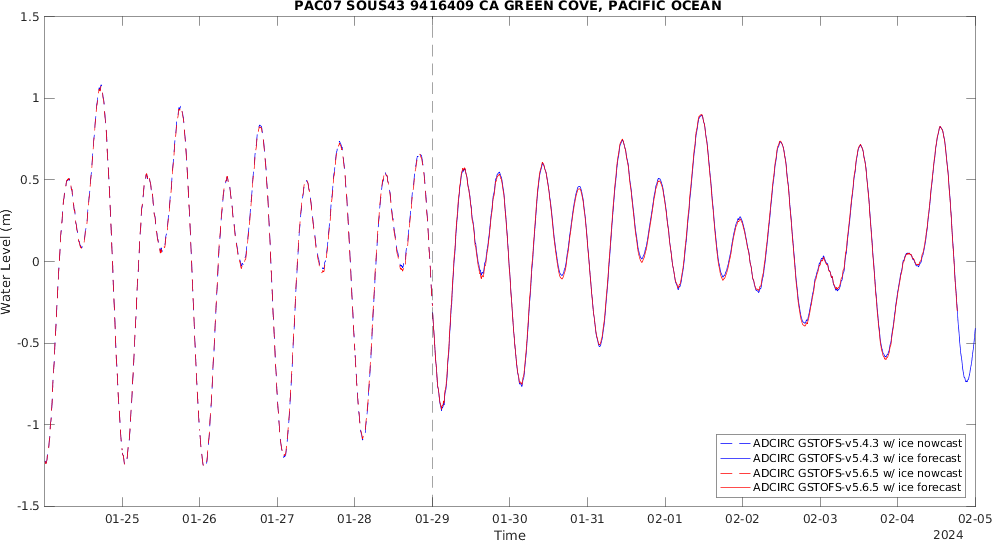 PAC07 SOUS43 9416409 CA GREEN COVE, PACIFIC OCEAN
1.5
1
0.5
0
-0.5
-1
-1.5
Water Level (m)
ADCIRC GSTOFS-v5.4.3 w/ ice nowcast
ADCIRC GSTOFS-v5.4.3 w/ ice forecast
ADCIRC GSTOFS-v5.6.5 w/ ice nowcast
ADCIRC GSTOFS-v5.6.5 w/ ice forecast
01-25 01-26 01-27 01-28 01-29 01-30 01-31 02-01 02-02 02-03 02-04 02-05
Time
2024